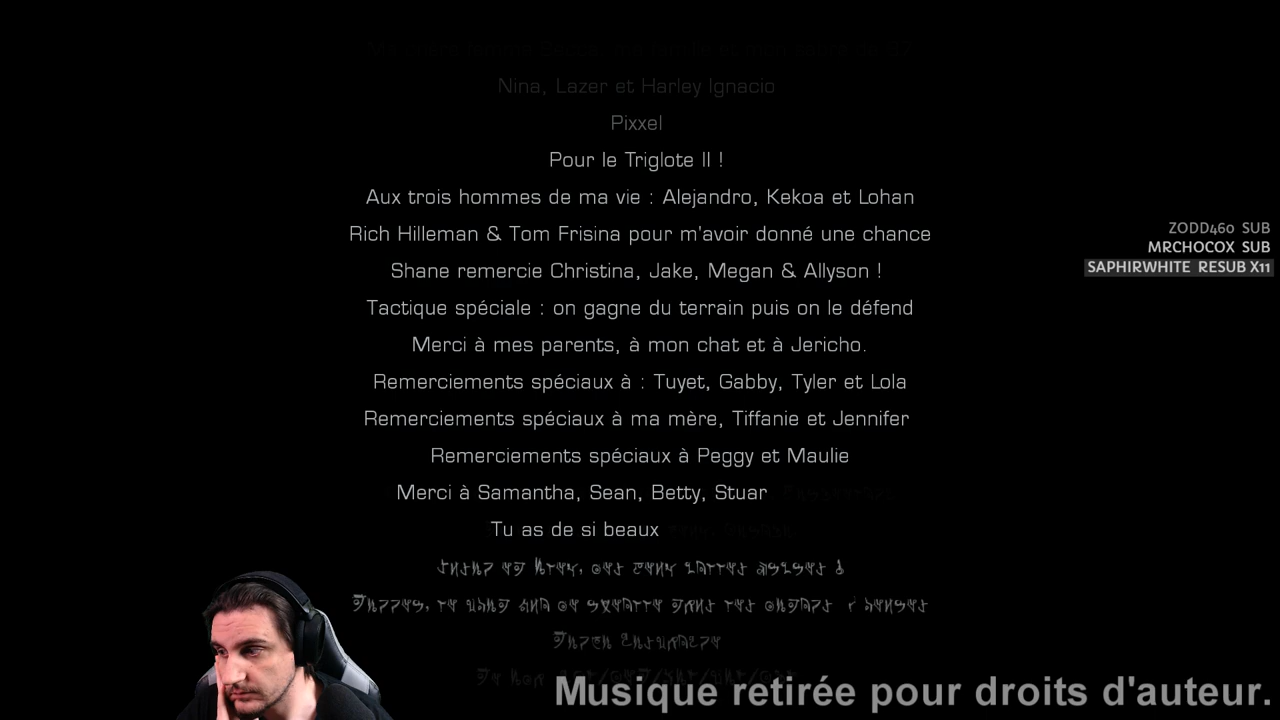 Nina, Lazer et Harley Ignacio
Pixxel
Pour le Triglote II !
Aux trois hommes de ma vie : Alejandro, Kekoa et Lohan
Rich Hilleman & Tom Frisina pour m'avoir donné une chance
Shane remercie Christina, Jake, Megan & Allyson !
Tactique spéciale : on gagne du terrain puis on le défend
Merci à mes parents, à mon chat et à Jericho.
Remerciements spéciaux à : Tuyet, Gabby, Tyler et Lola
Remerciements spéciaux à ma mère, Tiffanie et Jennifer
Remerciements spéciaux à Peggy et Maulie
Merci à Samantha, Sean, Betty, Stuar
Tu as de si beaux
ZODD460 SUB
MRCHOCOX SUB
SAPHIRWHITE RESUB X11
Musique retirée pour droits d'auteur.